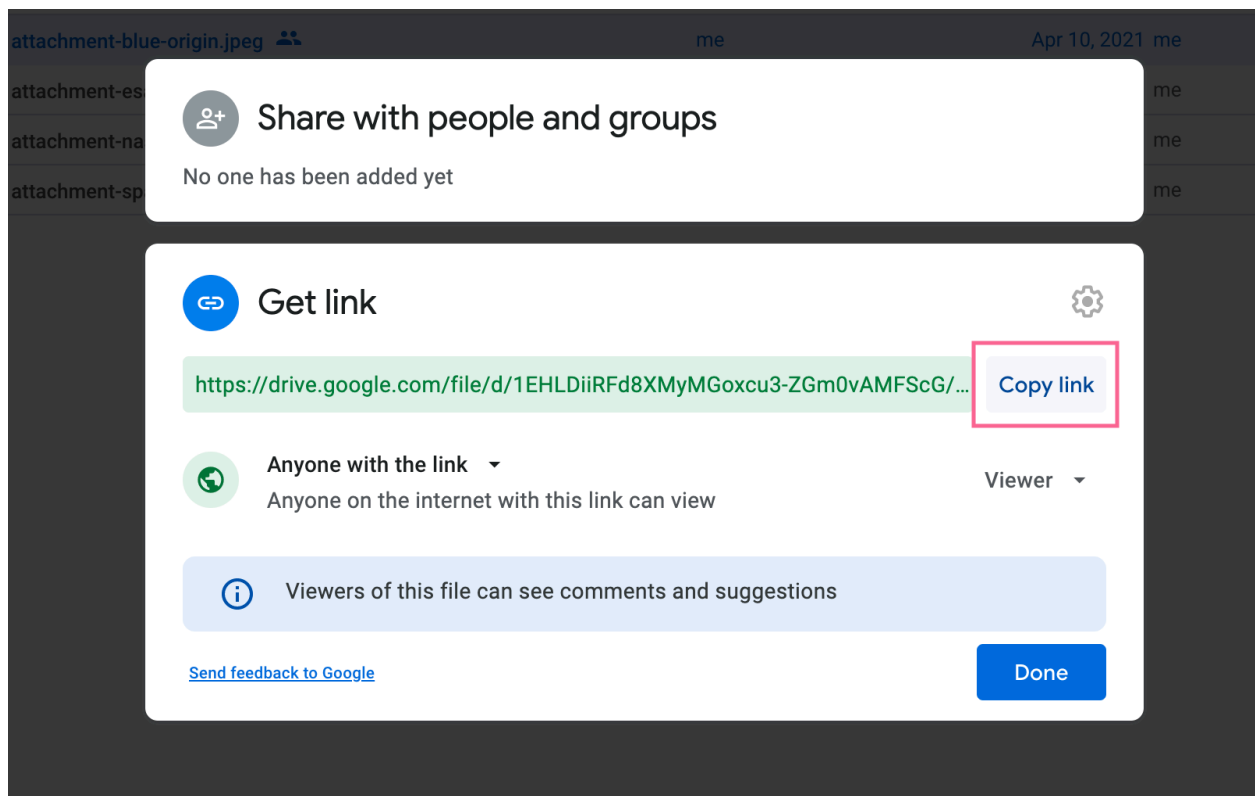 attachment-blue-origin.jpeg me Apr 10, 2021 me
attachment-es me
attachment-na me
attachment-sp me
Share with people and groups
No one has been added yet
Get link
https://drive.google.com/file/d/1EHLDiiRFd8XMyMGoxcu3-ZGm0vAMFScG/... Copy link
Anyone with the link
Anyone on the internet with this link can view
Viewer
Viewers of this file can see comments and suggestions
Send feedback to Google
Done